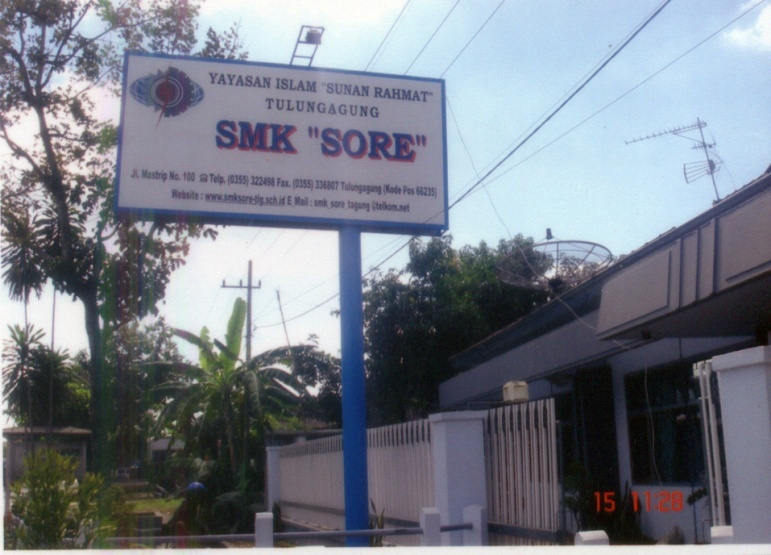 YAYASAN ISLAM "SUNAN RAHMAT"
TULUNGAGUNG
SMK "SORE"
Jl. Mastrip No. 100 ☎ Telp. (0355) 322498 Fax. (0355) 336807 Tulungagung (Kode Pos 66235)
Website : www.smksore-tlg.sch.id E_Mail : smk_sore_tagung @telkom.net
15 11:28